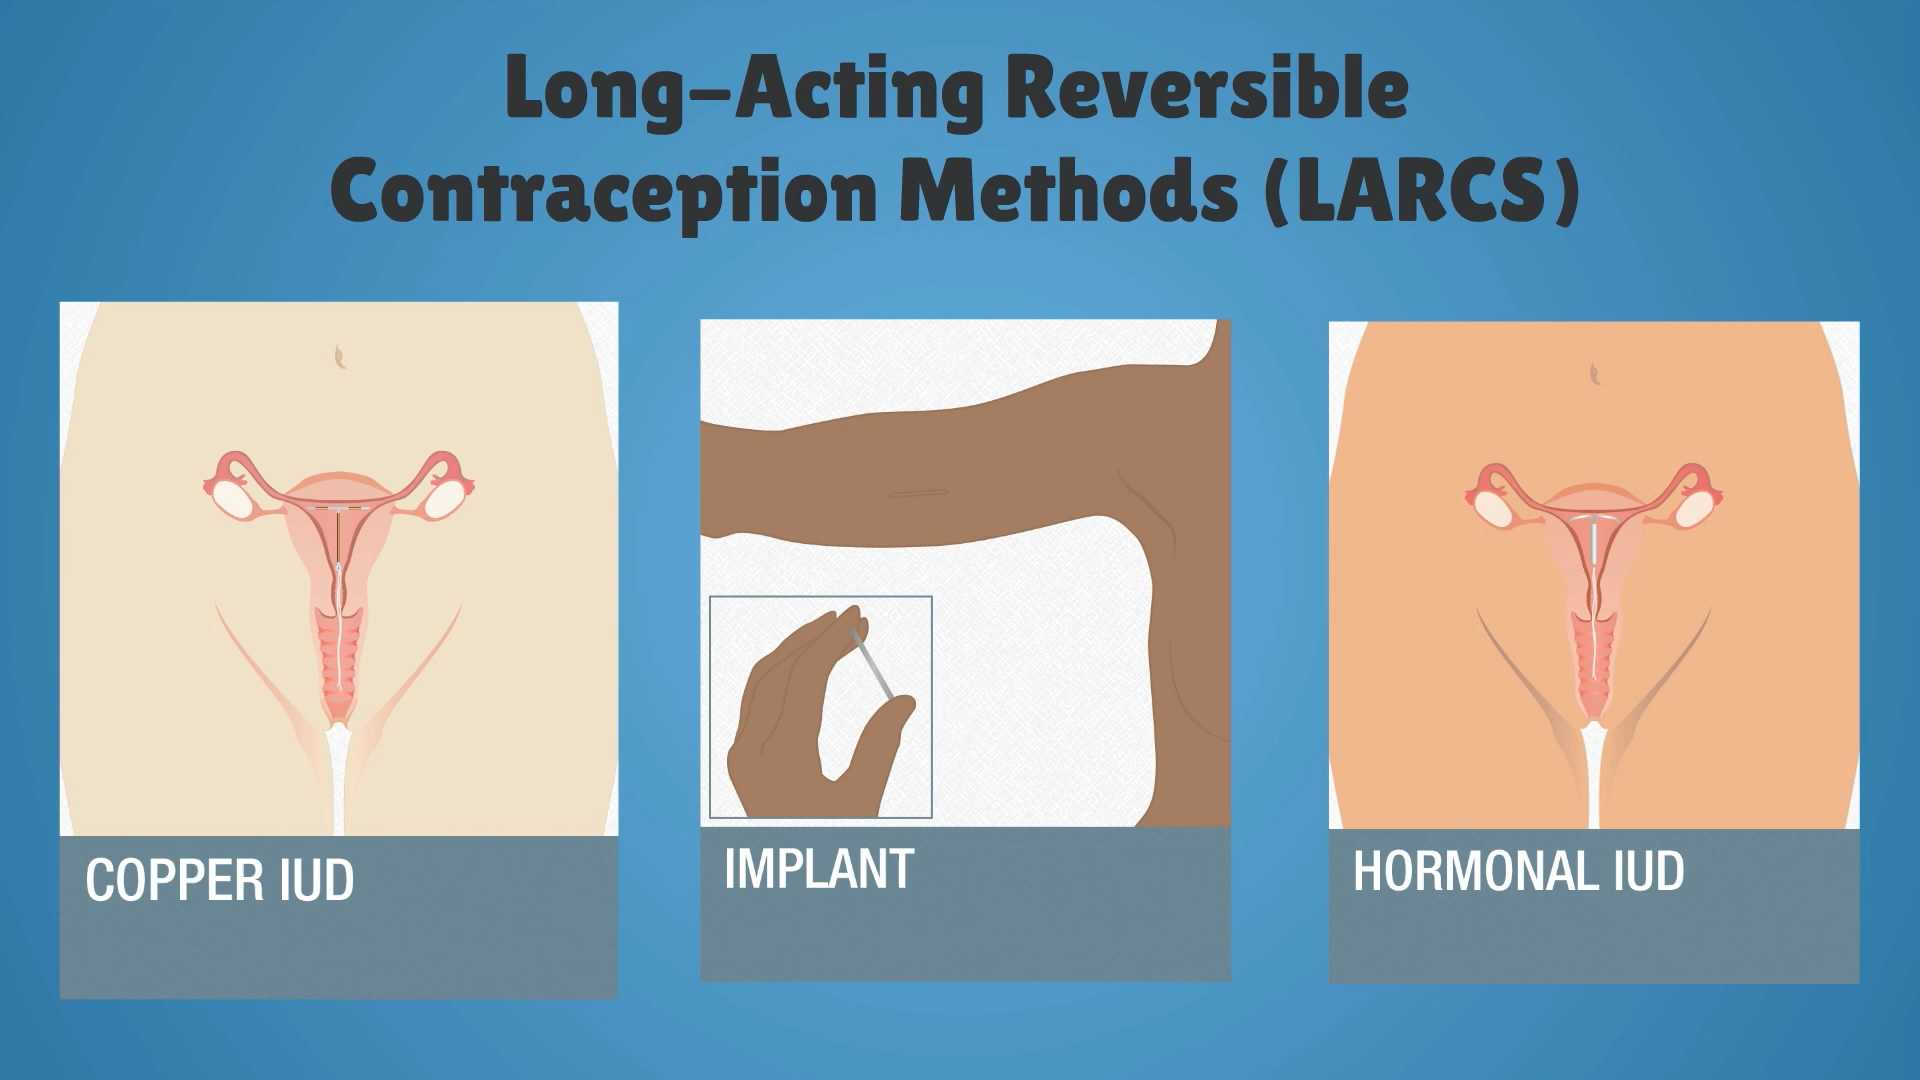 Long-Acting Reversible
Contraception Methods (LARCS)
COPPER IUD
IMPLANT
HORMONAL IUD